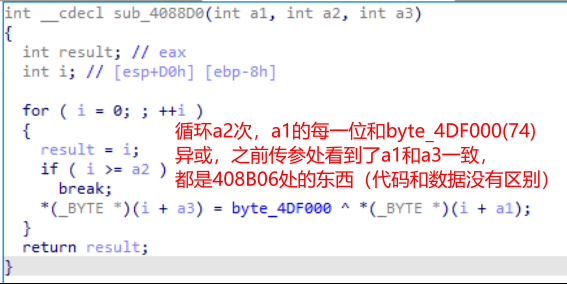 int __cdecl sub_4088D0(int a1, int a2, int a3)
{
int result; // eax
int i; // [esp+D0h] [ebp-8h]
for ( i = 0; ; ++i )
{
result = i;
if ( i >= a2 )
break;
*(_BYTE *)(i + a3) = byte_4DF000 ^ *(_BYTE *)(i + a1);
}
return result;
}
循环a2次，a1的每一位和byte_4DF000(74)
异或，之前传参处看到了a1和a3一致，
都是408B06处的东西（代码和数据没有区别）